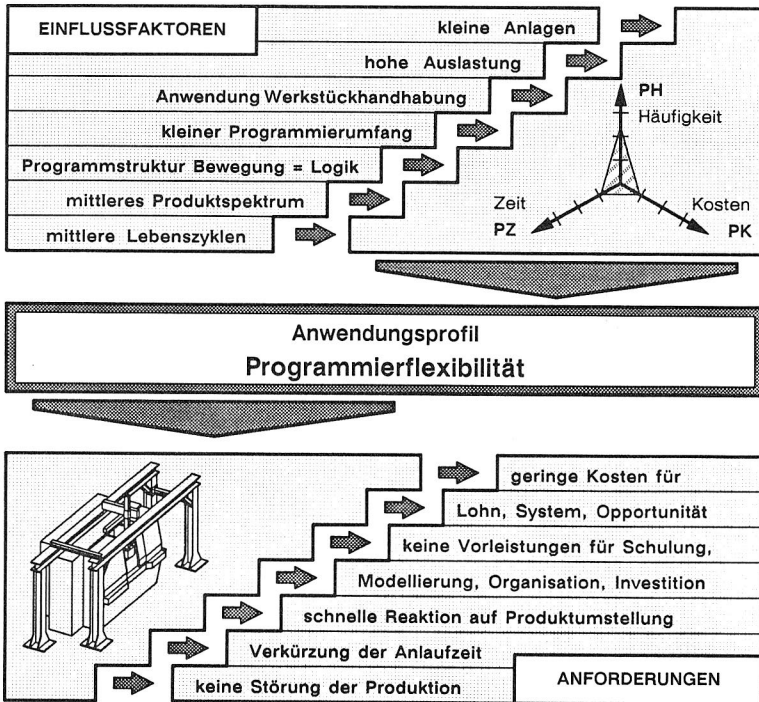 EINFLUSSFAKTOREN
kleine Anlagen
hohe Auslastung
Anwendung Werkstückhandhabung
kleiner Programmierumfang
Programmstruktur Bewegung = Logik
mittleres Produktspektrum
mittlere Lebenszyklen
PH
Häufigkeit
Zeit
PZ
Kosten
PK
Anwendungsprofil
Programmierflexibilität
geringe Kosten für
Lohn, System, Opportunität
keine Vorleistungen für Schulung,
Modellierung, Organisation, Investition
schnelle Reaktion auf Produktumstellung
Verkürzung der Anlaufzeit
keine Störung der Produktion
ANFORDERUNGEN